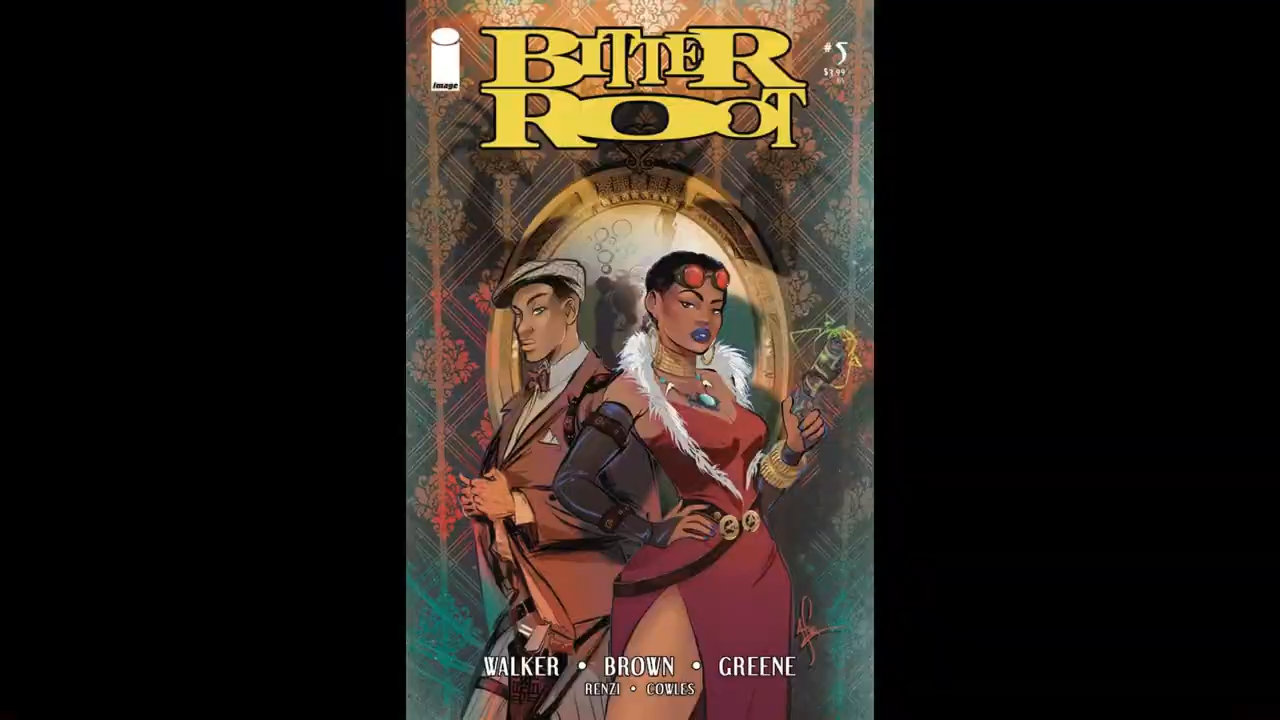 image
BITTER
ROOT
#5
$3.99
WALKER • BROWN • GREENE
RENZI • COWLES